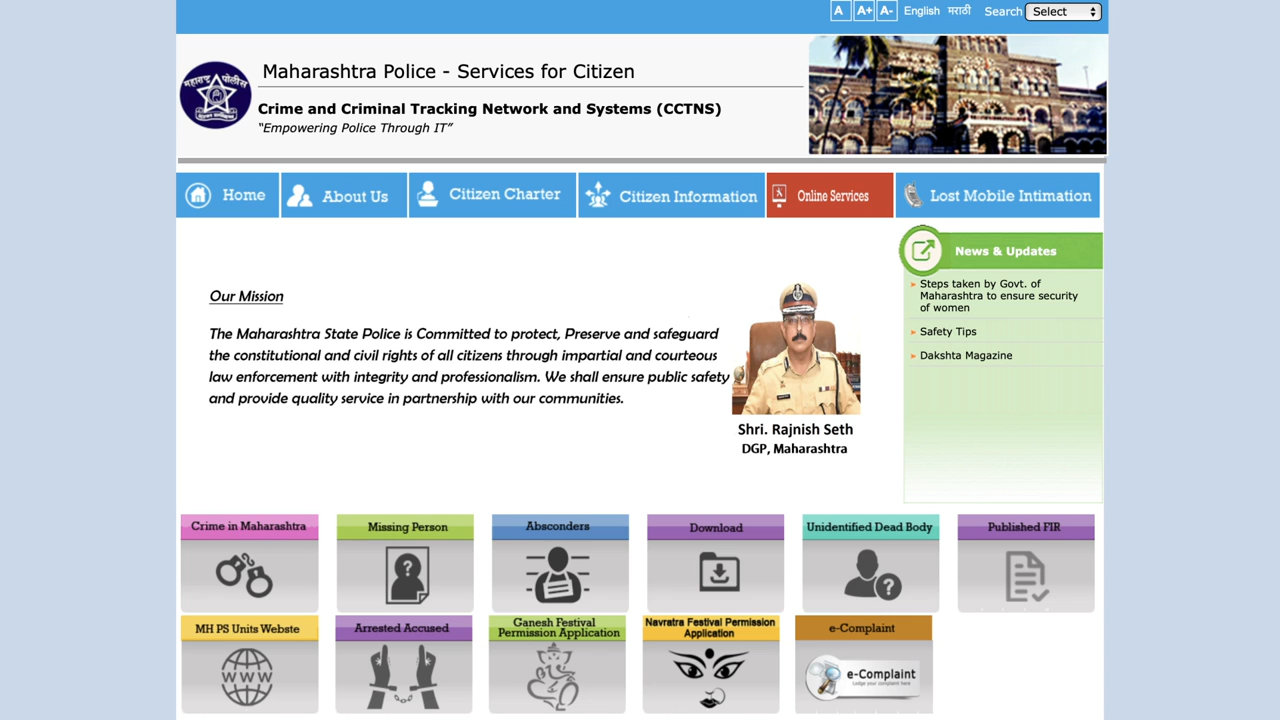 A A+ A- English मराठी Search Select
महाराष्ट्र पोलीस
Maharashtra Police - Services for Citizen
Crime and Criminal Tracking Network and Systems (CCTNS)
“Empowering Police Through IT”
Home About Us Citizen Charter Citizen Information Online Services Lost Mobile Intimation
News & Updates
Steps taken by Govt. of
Maharashtra to ensure security
of women
Safety Tips
Dakshta Magazine
Our Mission
The Maharashtra State Police is Committed to protect, Preserve and safeguard
the constitutional and civil rights of all citizens through impartial and courteous
law enforcement with integrity and professionalism. We shall ensure public safety
and provide quality service in partnership with our communities.
Shri. Rajnish Seth
DGP, Maharashtra
Crime in Maharashtra Missing Person Absconders Download Unidentified Dead Body Published FIR
MH PS Units Webste Arrested Accused
Ganesh Festival
Permission Application
Navratra Festival Permission
Application
e-Complaint
WWW
e-Complaint
Lodge your complaint here